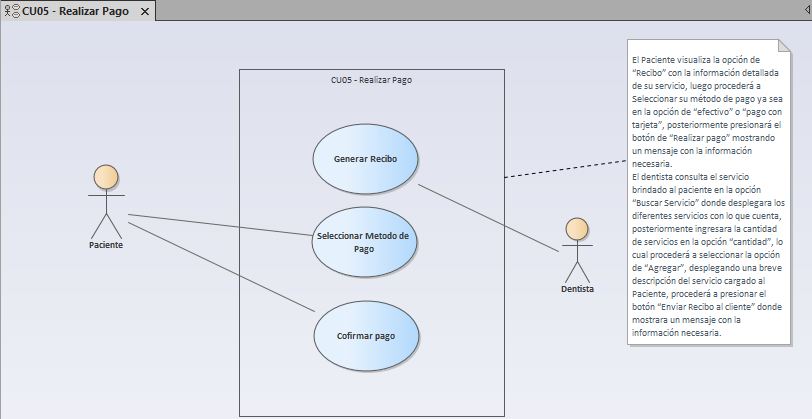 CU05 - Realizar Pago
CU05 - Realizar Pago
Generar Recibo
Seleccionar Metodo de
Pago
Cofirmar pago
Paciente
Dentista
El Paciente visualiza la opción de
“Recibo” con la información detallada
de su servicio, luego procederá a
Seleccionar su método de pago ya sea
en la opción de “efectivo” o “pago con
tarjeta”, posteriormente presionará el
botón de “Realizar pago” mostrando
un mensaje con la información
necesaria.
El dentista consulta el servicio
brindado al paciente en la opción
“Buscar Servicio” donde desplegara los
diferentes servicios con lo que cuenta,
posteriormente ingresara la cantidad
de servicios en la opción “cantidad”, lo
cual procederá a seleccionar la opción
de “Agregar”, desplegando una breve
descripción del servicio cargado al
Paciente, procederá a presionar el
botón “Enviar Recibo al cliente” donde
mostrara un mensaje con la
información necesaria.